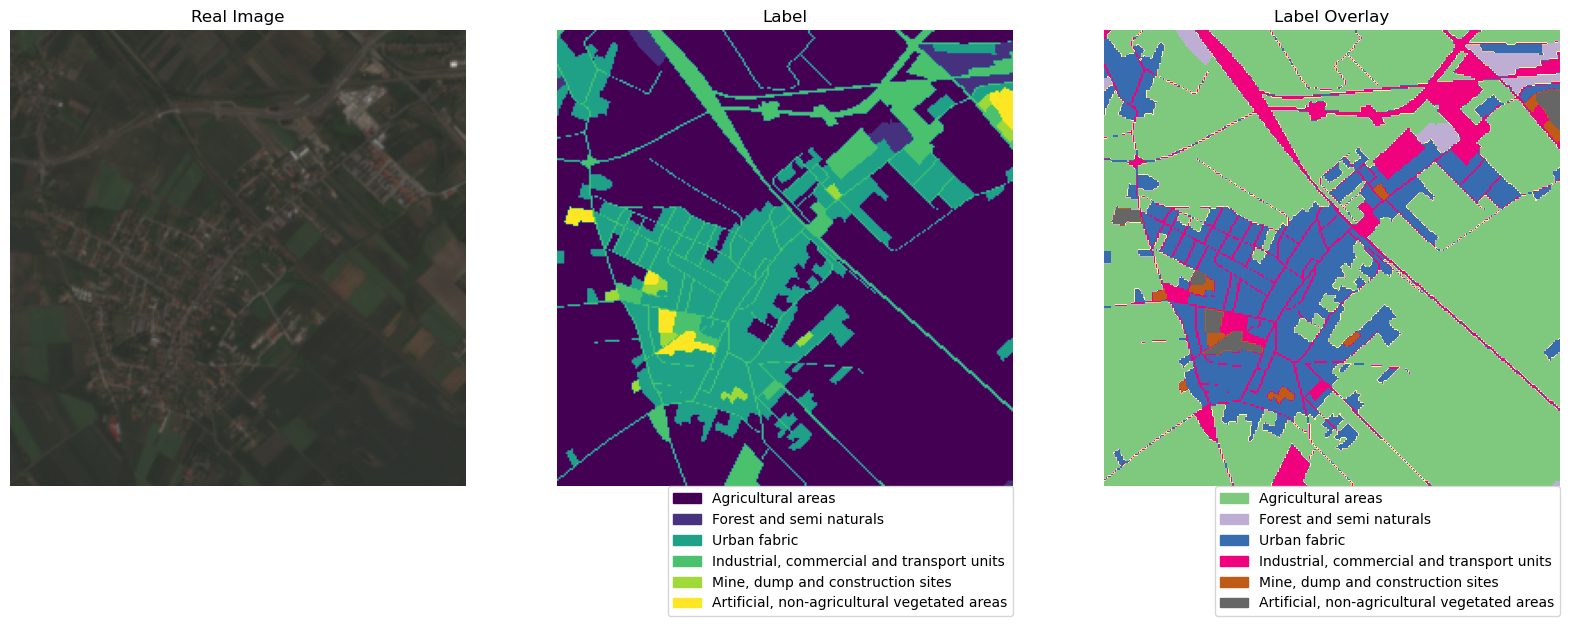 Real Image
Label
Label Overlay
Agricultural areas
Forest and semi naturals
Urban fabric
Industrial, commercial and transport units
Mine, dump and construction sites
Artificial, non-agricultural vegetated areas
Agricultural areas
Forest and semi naturals
Urban fabric
Industrial, commercial and transport units
Mine, dump and construction sites
Artificial, non-agricultural vegetated areas